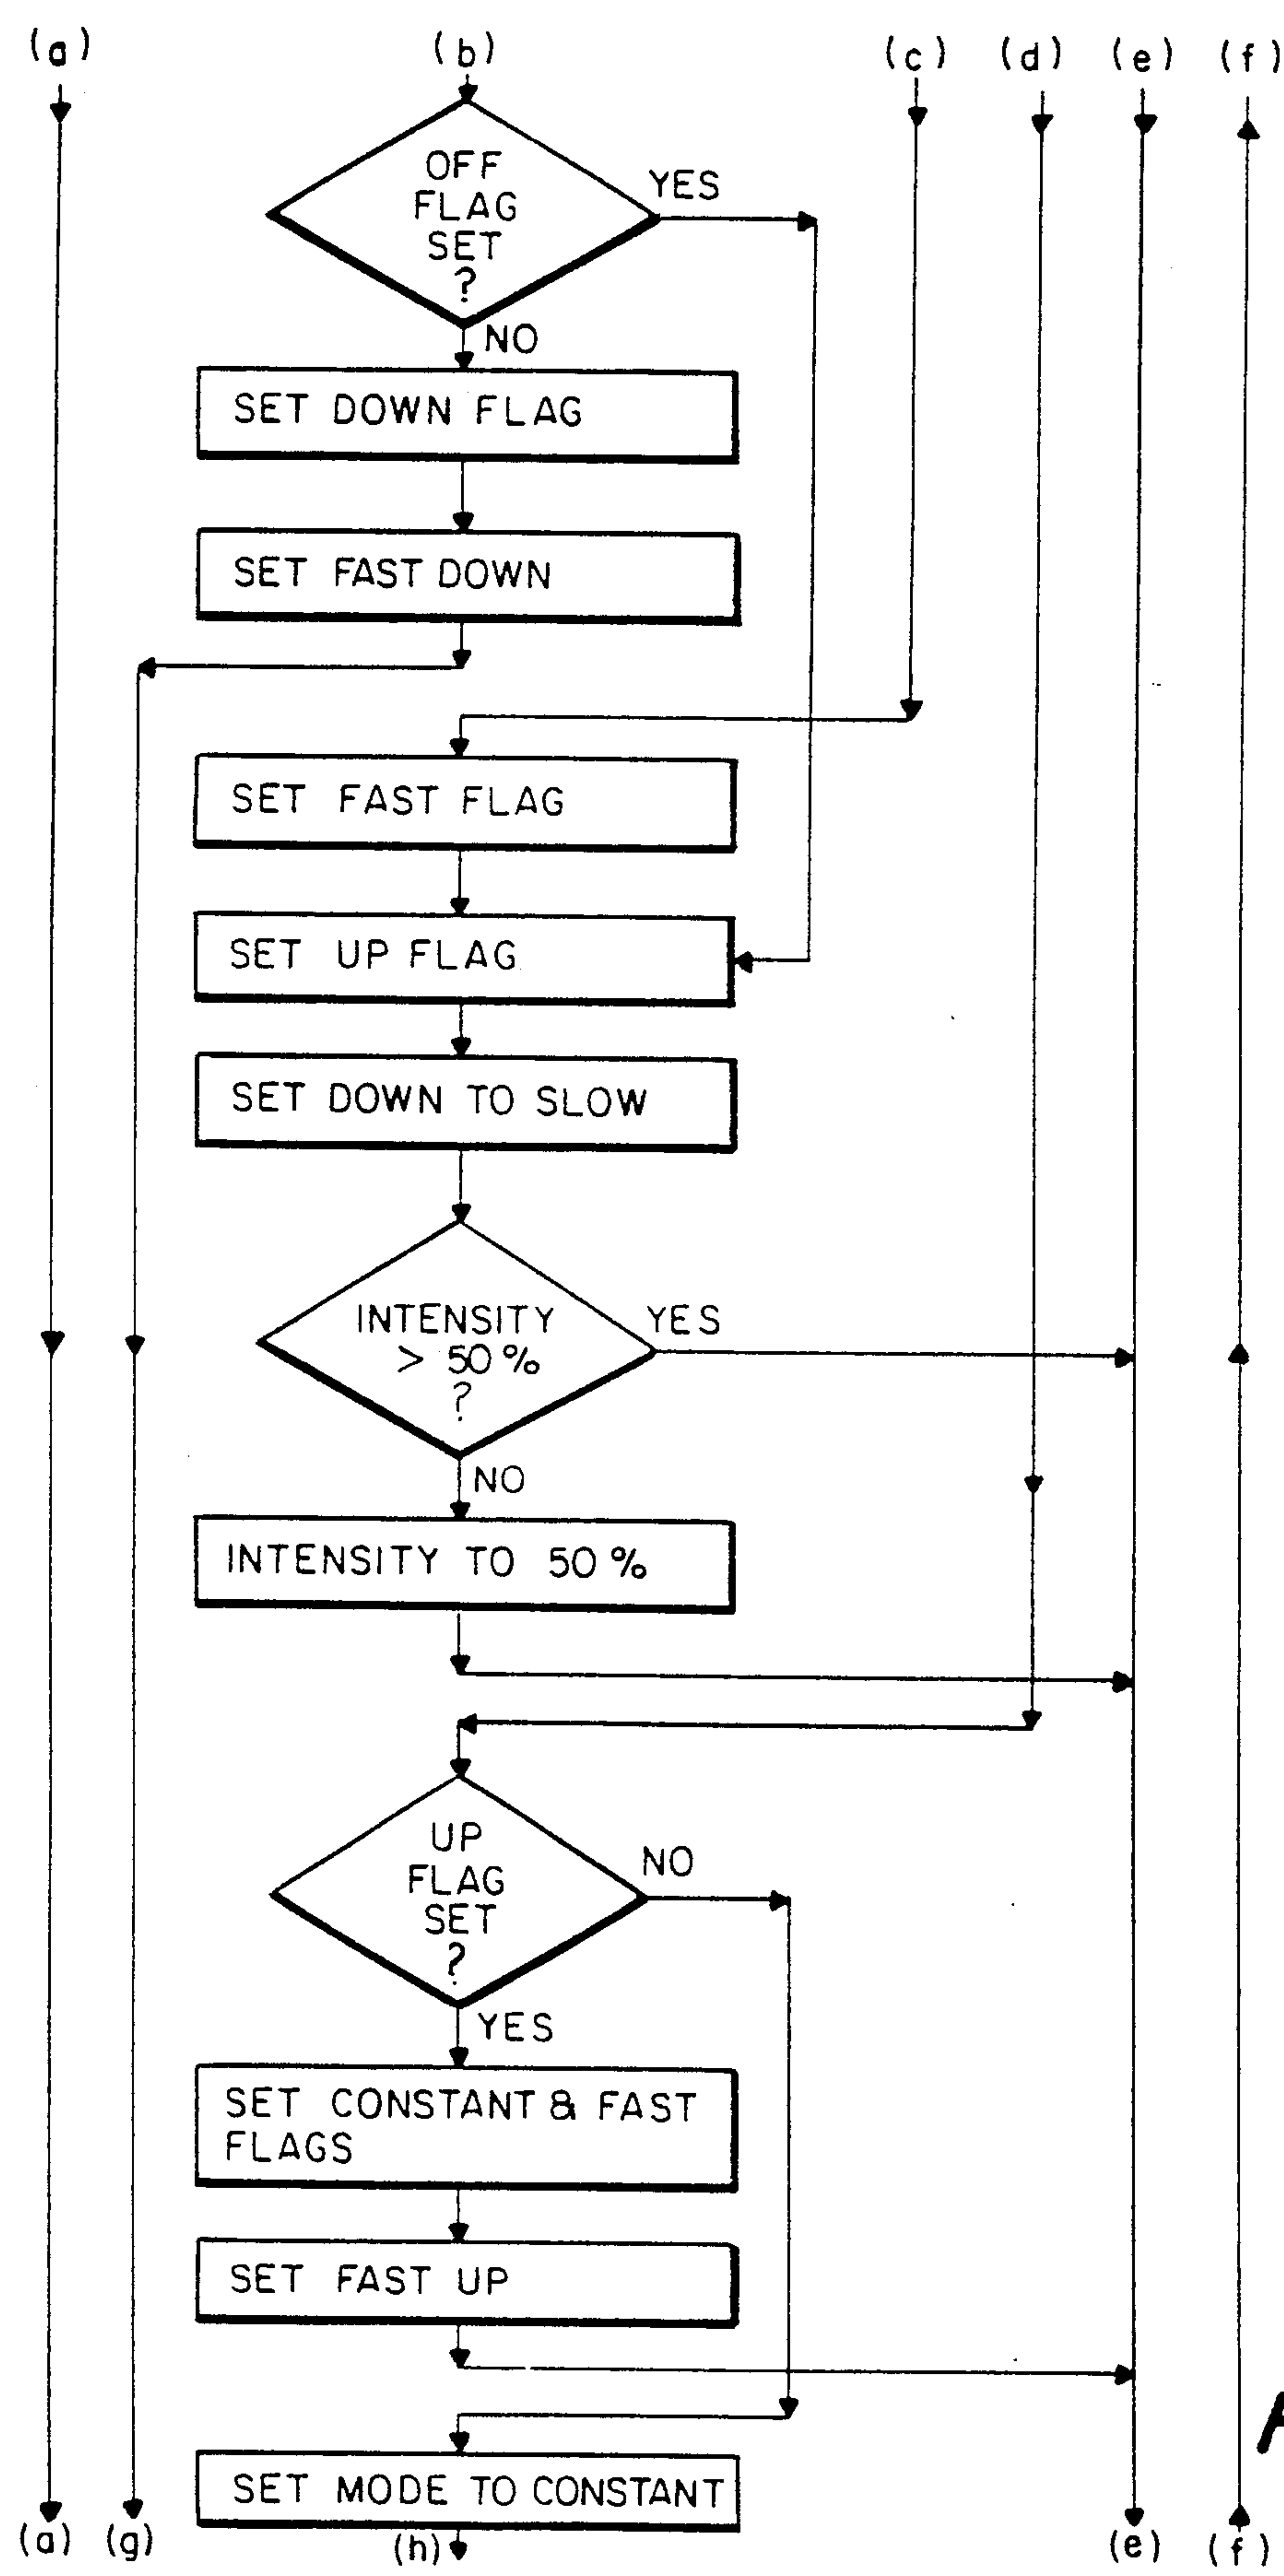 (a) (b) (c) (d) (e) (f)
OFF
FLAG
SET
?
YES
NO
SET DOWN FLAG
SET FAST DOWN
SET FAST FLAG
SET UP FLAG
SET DOWN TO SLOW
INTENSITY
> 50%
?
YES
NO
INTENSITY TO 50%
UP
FLAG
SET
?
NO
YES
SET CONSTANT & FAST
FLAGS
SET FAST UP
SET MODE TO CONSTANT
(a) (g) (h) (e) (f)